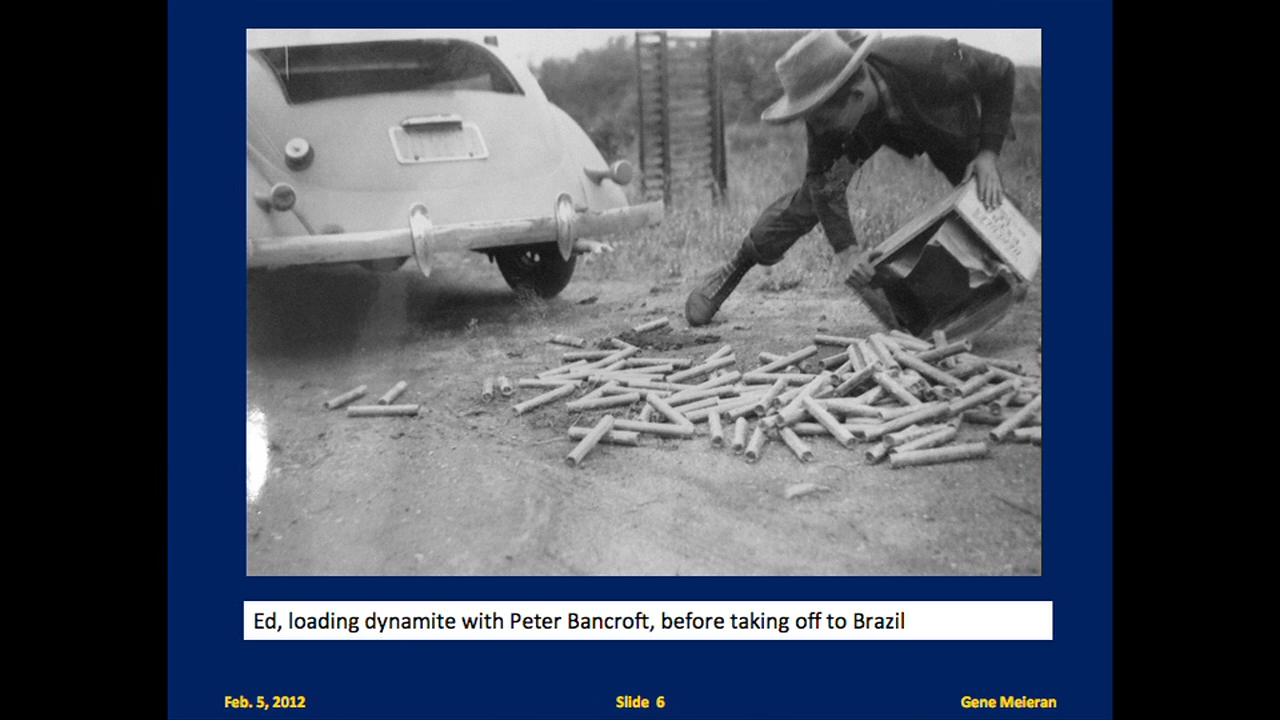 Ed, loading dynamite with Peter Bancroft, before taking off to Brazil
Feb. 5, 2012
Slide 6
Gene Meieran